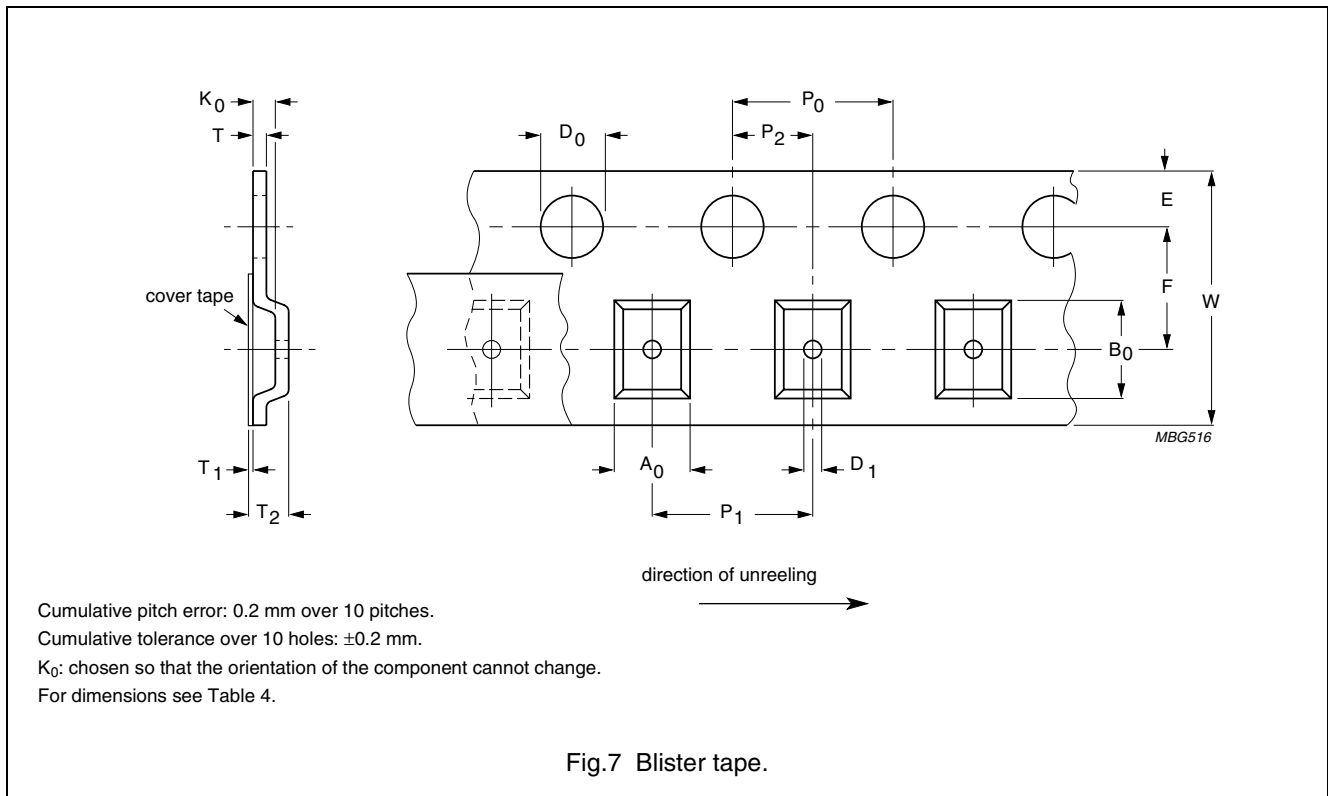 K0
P0
T
D0
P2
E
F
W
cover tape
B0
MBG516
T1
A0
D1
T2
P1
direction of unreeling
Cumulative pitch error: 0.2 mm over 10 pitches.
Cumulative tolerance over 10 holes: ±0.2 mm.
K0: chosen so that the orientation of the component cannot change.
For dimensions see Table 4.
Fig.7 Blister tape.